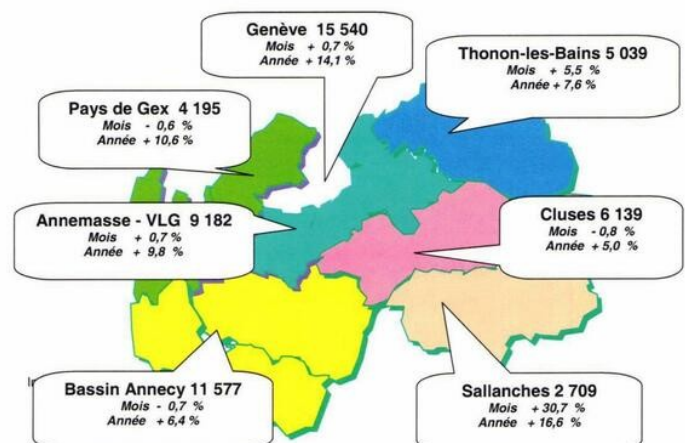 Genève 15 540
Mois + 0,7 %
Année + 14,1 %
Thonon-les-Bains 5 039
Mois + 5,5 %
Année + 7,6 %
Pays de Gex 4 195
Mois - 0,6 %
Année + 10,6 %
Annemasse - VLG 9 182
Mois + 0,7 %
Année + 9,8 %
Cluses 6 139
Mois - 0,8 %
Année + 5,0 %
Bassin Annecy 11 577
Mois - 0,7 %
Année + 6,4 %
Sallanches 2 709
Mois + 30,7 %
Année + 16,6 %